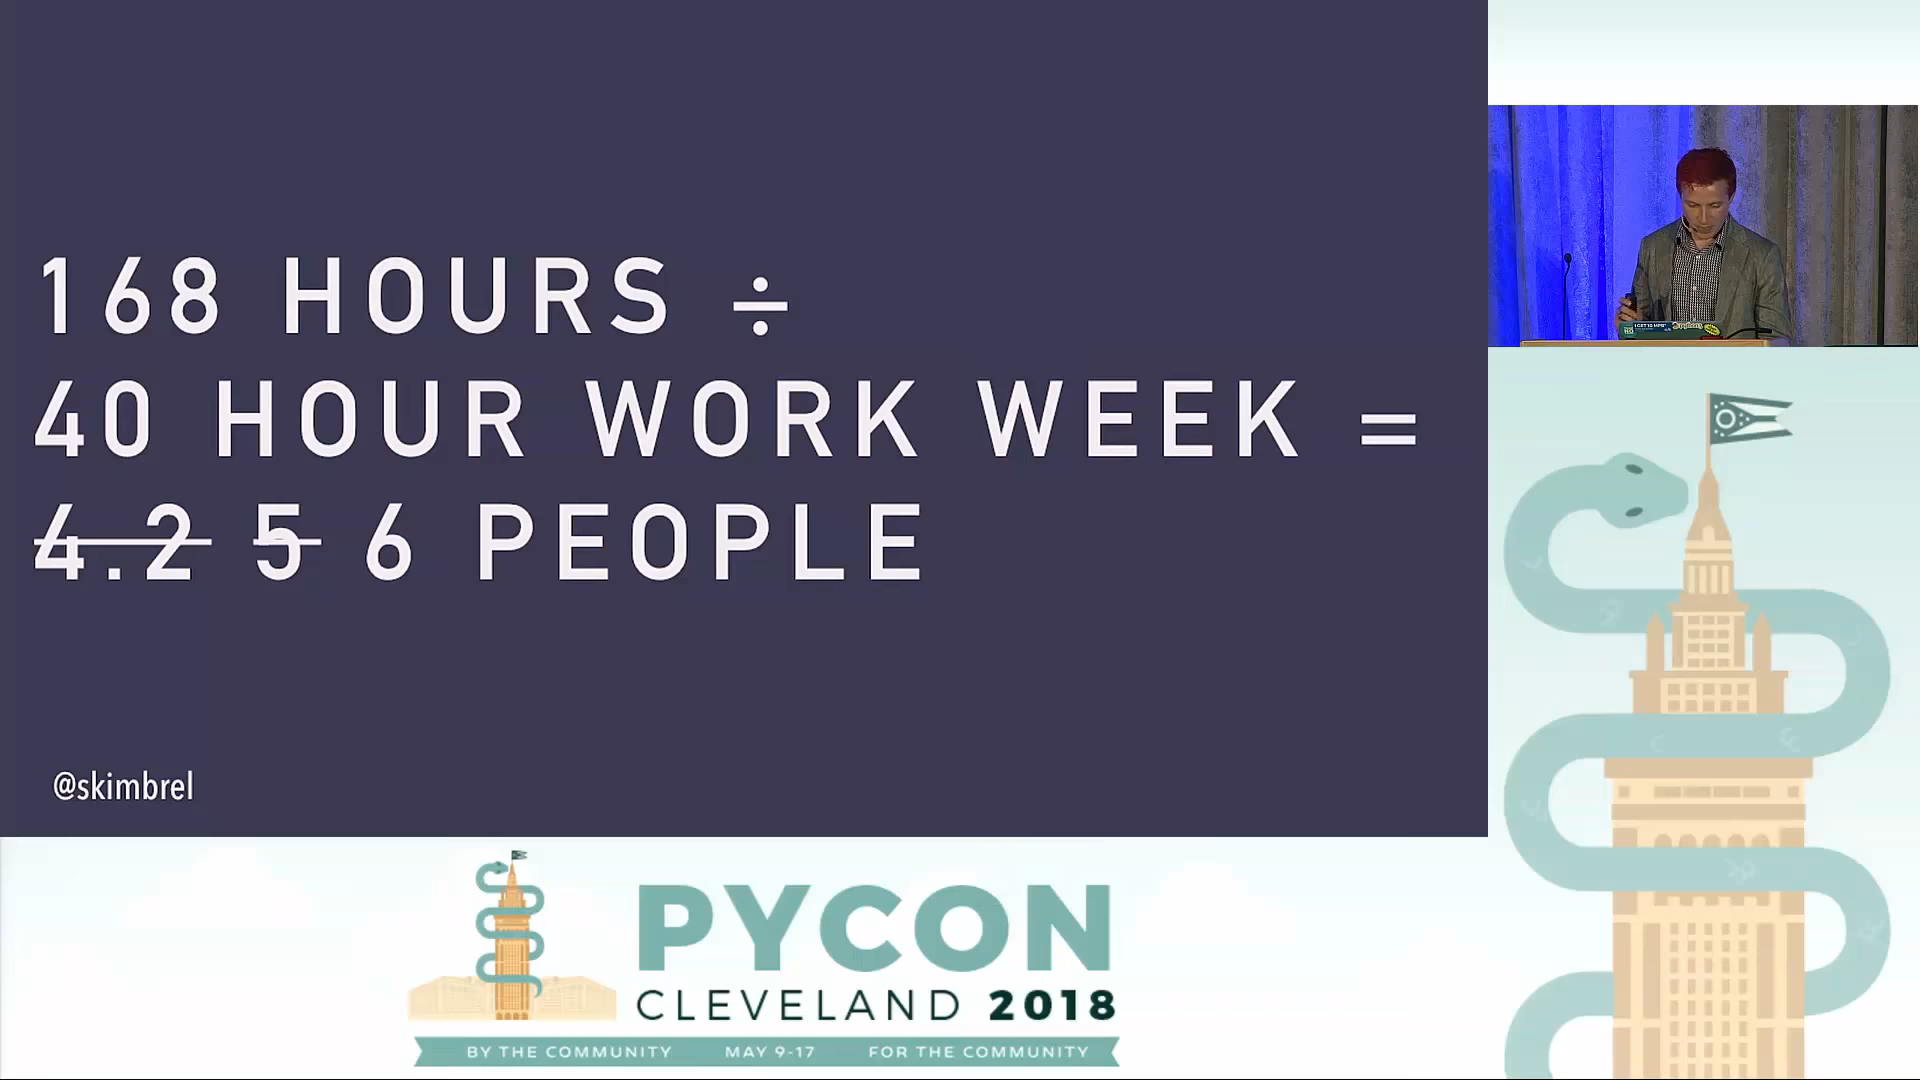 168 HOURS ÷
40 HOUR WORK WEEK =
4.2 5 6 PEOPLE
@skimbrel
PYCON
CLEVELAND 2018
BY THE COMMUNITY MAY 9-17 FOR THE COMMUNITY